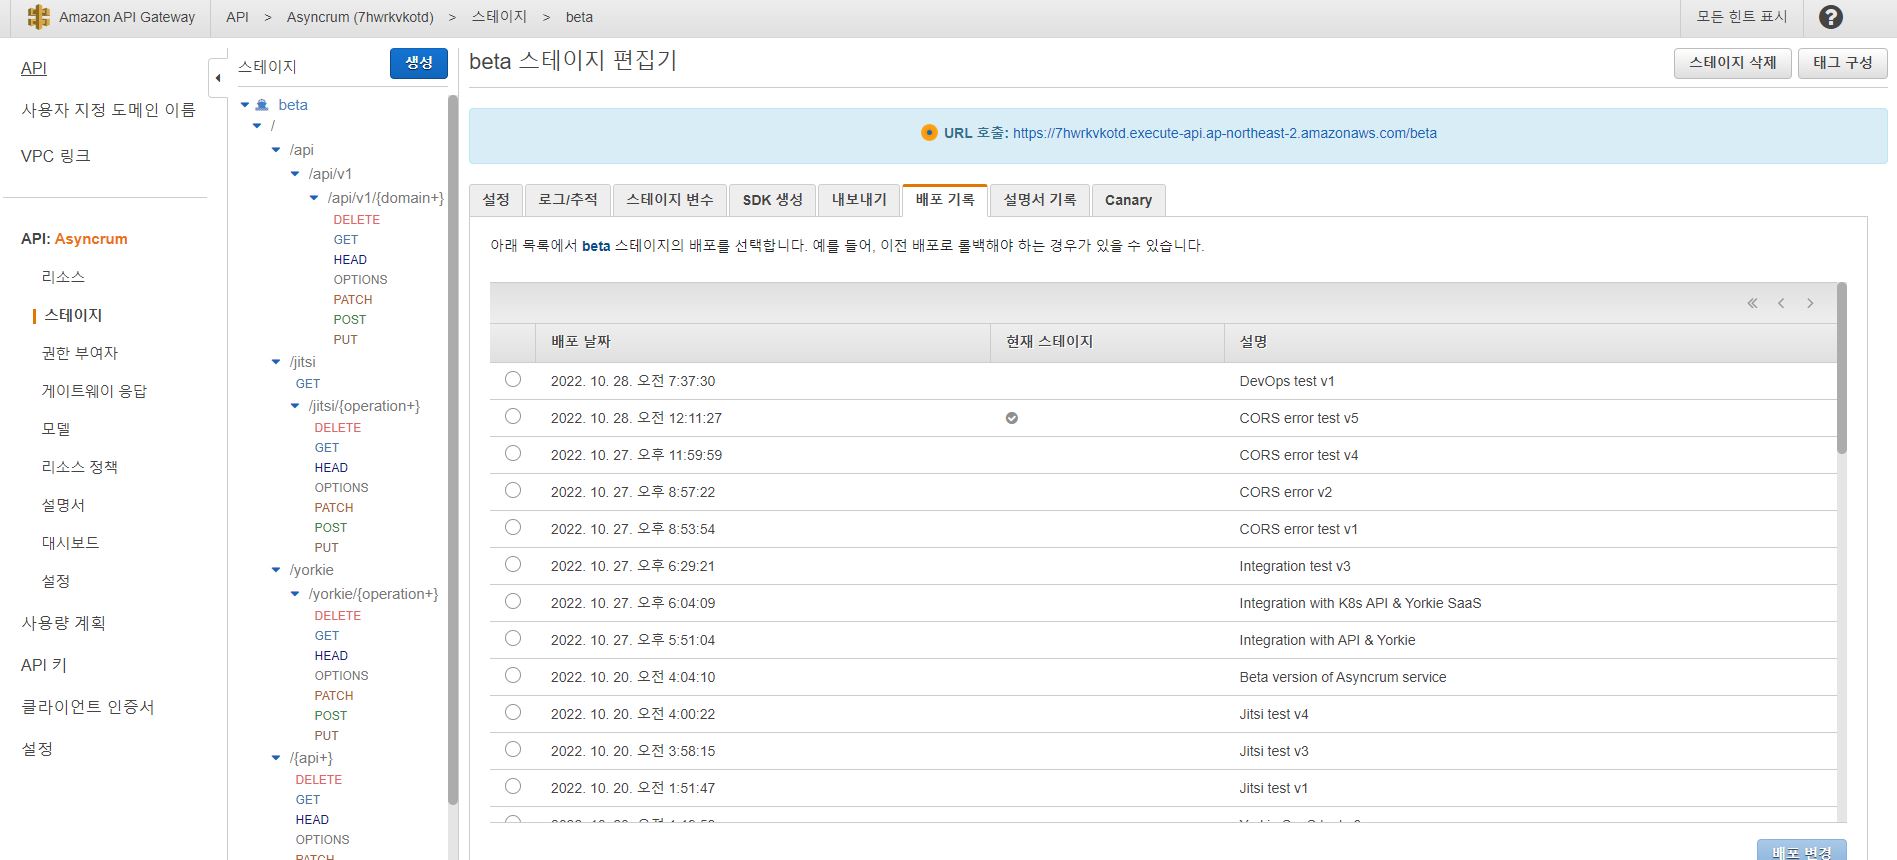 Amazon API Gateway
API > Asyncrum (7hwrkvkotd) > 스테이지 > beta
모든 힌트 표시
?
API
사용자 지정 도메인 이름
VPC 링크
API: Asyncrum
리소스
스테이지
권한 부여자
게이트웨이 응답
모델
리소스 정책
설명서
대시보드
설정
사용량 계획
API 키
클라이언트 인증서
설정
스테이지
생성
beta
/
/api
/api/v1
/api/v1/{domain+}
DELETE
GET
HEAD
OPTIONS
PATCH
POST
PUT
/jitsi
GET
/jitsi/{operation+}
DELETE
GET
HEAD
OPTIONS
PATCH
POST
PUT
/yorkie
/yorkie/{operation+}
DELETE
GET
HEAD
OPTIONS
PATCH
POST
PUT
/{api+}
DELETE
GET
HEAD
OPTIONS
PATCH
beta 스테이지 편집기
스테이지 삭제
태그 구성
URL 호출: https://7hwrkvkotd.execute-api.ap-northeast-2.amazonaws.com/beta
설정 로그/추적 스테이지 변수 SDK 생성 내보내기 배포 기록 설명서 기록 Canary
아래 목록에서 beta 스테이지의 배포를 선택합니다. 예를 들어, 이전 배포로 롤백해야 하는 경우가 있을 수 있습니다.
« < >
배포 날짜 현재 스테이지 설명
2022. 10. 28. 오전 7:37:30 DevOps test v1
2022. 10. 28. 오전 12:11:27 CORS error test v5
2022. 10. 27. 오후 11:59:59 CORS error test v4
2022. 10. 27. 오후 8:57:22 CORS error v2
2022. 10. 27. 오후 8:53:54 CORS error test v1
2022. 10. 27. 오후 6:29:21 Integration test v3
2022. 10. 27. 오후 6:04:09 Integration with K8s API & Yorkie SaaS
2022. 10. 27. 오후 5:51:04 Integration with API & Yorkie
2022. 10. 20. 오전 4:04:10 Beta version of Asyncrum service
2022. 10. 20. 오전 4:00:22 Jitsi test v4
2022. 10. 20. 오전 3:58:15 Jitsi test v3
2022. 10. 20. 오전 1:51:47 Jitsi test v1
배포 변경